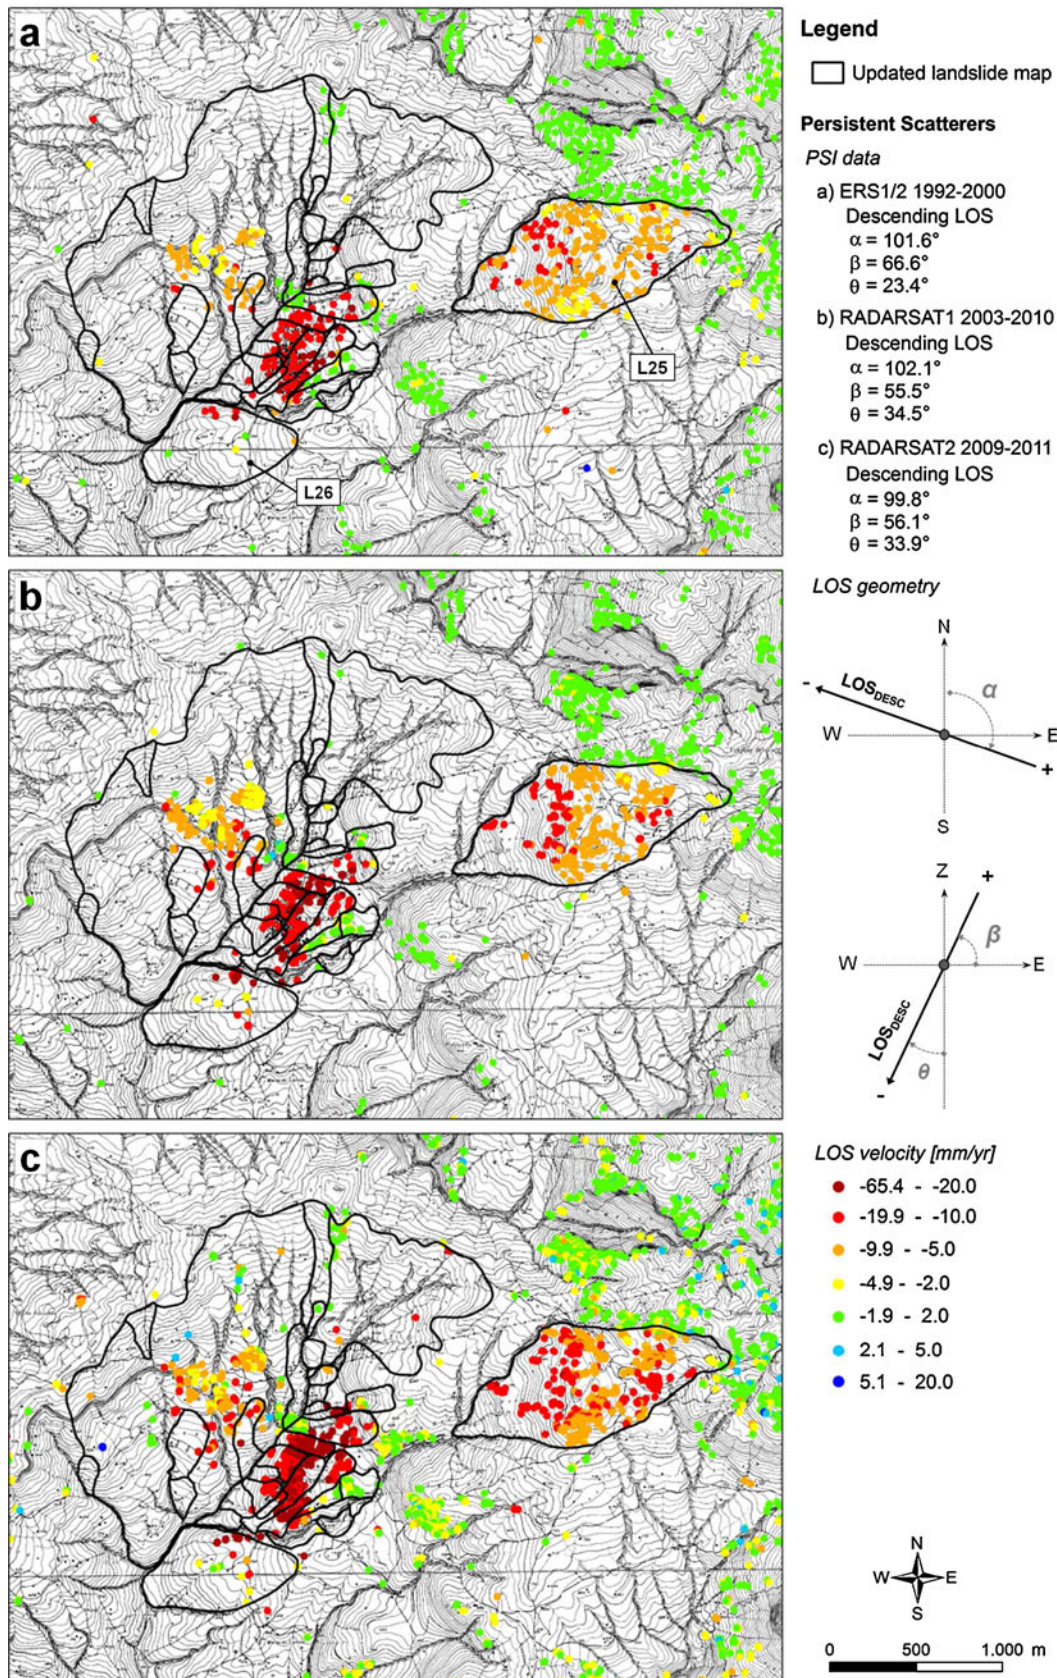 a
L25
L26
b
c
Legend
Updated landslide map
Persistent Scatterers
PSI data
a) ERS1/2 1992-2000
Descending LOS
α = 101.6°
β = 66.6°
θ = 23.4°
b) RADARSAT1 2003-2010
Descending LOS
α = 102.1°
β = 55.5°
θ = 34.5°
c) RADARSAT2 2009-2011
Descending LOS
α = 99.8°
β = 56.1°
θ = 33.9°
LOS geometry
N
- LOSDESC α
W E
+
S
Z
+
β
W E
LOSDESC
θ
-
LOS velocity [mm/yr]
-65.4 - -20.0
-19.9 - -10.0
-9.9 - -5.0
-4.9 - -2.0
-1.9 - 2.0
2.1 - 5.0
5.1 - 20.0
N
W E
S
0 500 1.000 m